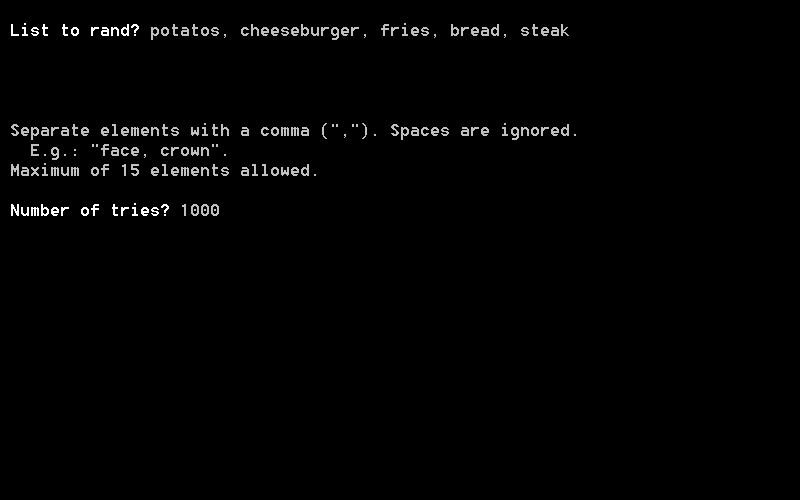 List to rand? potatos, cheeseburger, fries, bread, steak
Separate elements with a comma (","). Spaces are ignored.
E.g.: "face, crown".
Maximum of 15 elements allowed.
Number of tries? 1000